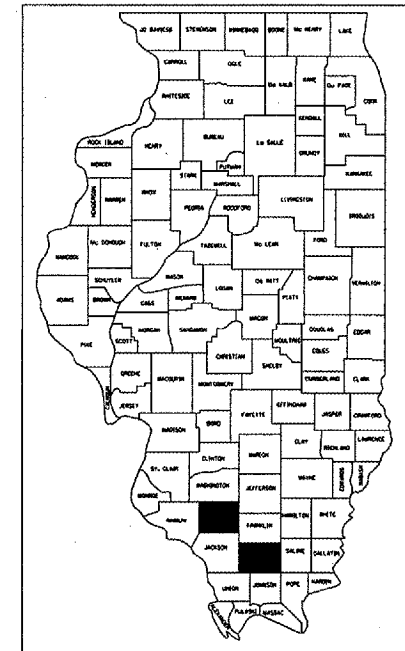 JO DAVIESS STEPHENSON WINNEBAGO BOONE Mc HENRY LAKE
CARROLL OGLE KANE
DE KALB DU PAGE COOK
WHITESIDE LEE
KENDALL WILL
ROCK ISLAND HENRY BUREAU LA SALLE GRUNDY
MERCER PUTNAM KANKAKEE
STARK MARSHALL
HENDERSON WARREN KNOX LIVINGSTON
PEORIA WOODFORD IROQUOIS
Mc DONOUGH FULTON TAZEWELL Mc LEAN FORD
HANCOCK
MASON CHAMPAIGN VERMILION
SCHUYLER LOGAN DE WITT
ADAMS BROWN CASS MENARD PIATT
MACON
MORGAN SANGAMON DOUGLAS EDGAR
PIKE SCOTT CHRISTIAN MOULTRIE COLES
SHELBY
GREENE MACOUPIN CUMBERLAND CLARK
CALHOUN MONTGOMERY
JERSEY FAYETTE EFFINGHAM JASPER CRAWFORD
MADISON BOND
CLAY RICHLAND LAWRENCE
CLINTON MARION
ST. CLAIR WAYNE EDWARDS WABASH
WASHINGTON JEFFERSON
MONROE
RANDOLPH HAMILTON WHITE
FRANKLIN
JACKSON SALINE GALLATIN
UNION JOHNSON POPE HARDIN
ALEXANDER PULASKI MASSAC